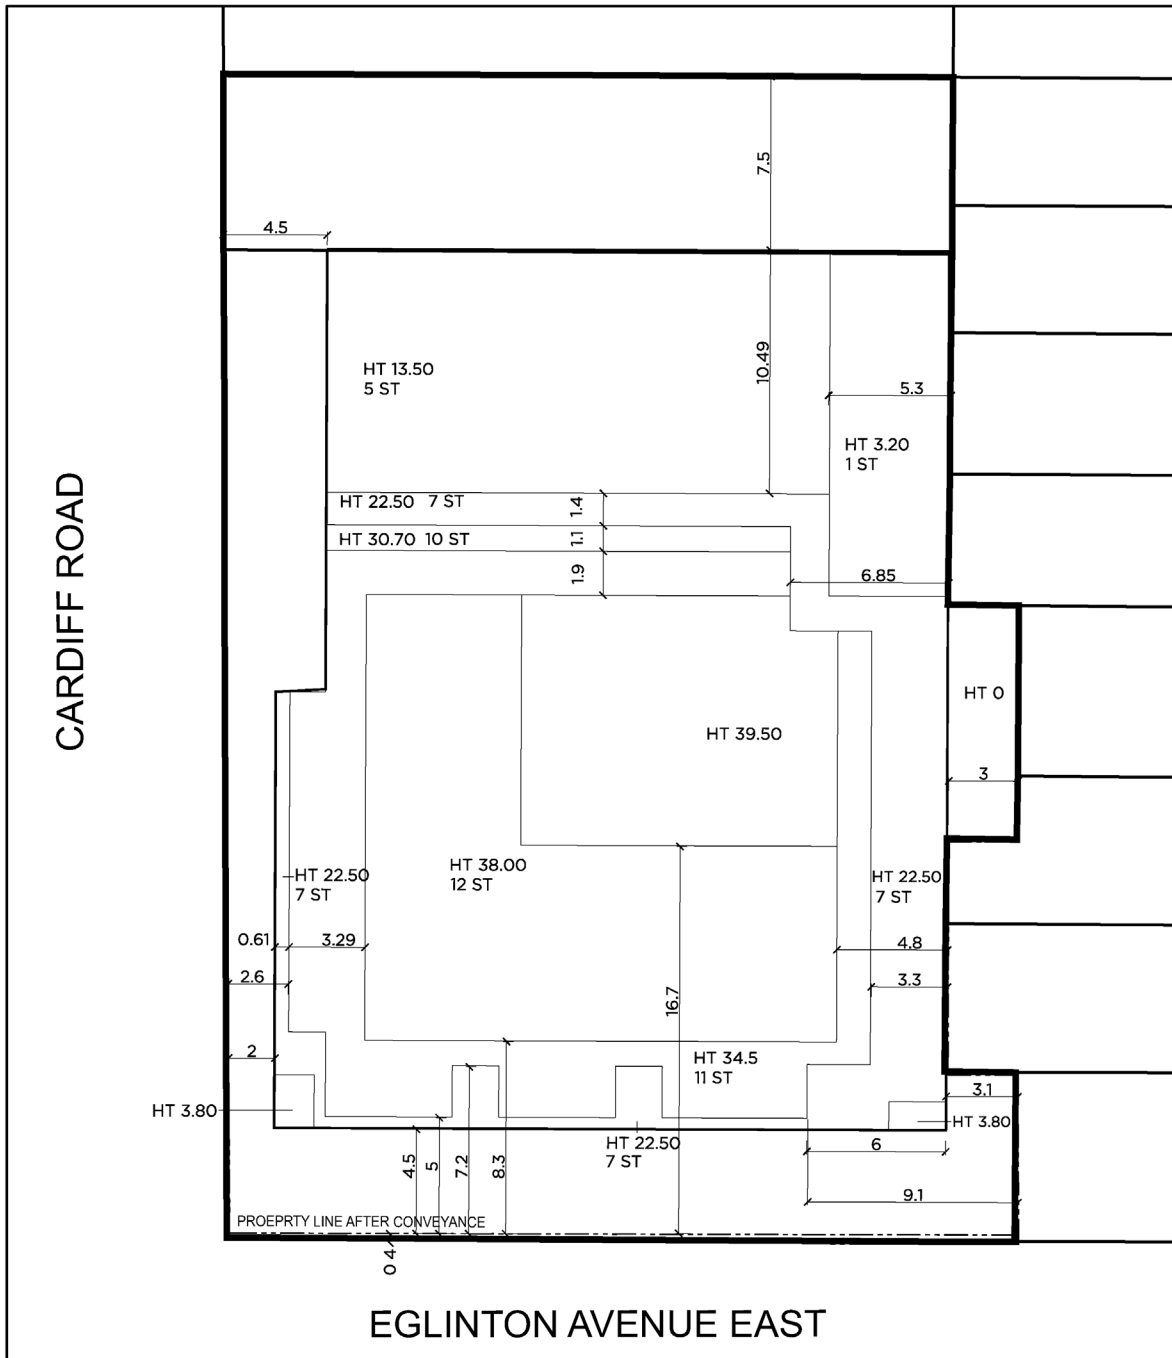 7.5
4.5
HT 13.50
5 ST
10.49
5.3
HT 3.20
1 ST
HT 22.50 7 ST
1.4
HT 30.70 10 ST
1.1
1.9
6.85
CARDIFF ROAD
HT 0
HT 39.50
3
HT 38.00
12 ST
HT 22.50
7 ST
HT 22.50
7 ST
0.61
3.29
4.8
2.6
3.3
16.7
2
HT 34.5
11 ST
3.1
HT 3.80
HT 3.80
HT 22.50
7 ST
6
4.5
5
7.2
8.3
9.1
PROEPRTY LINE AFTER CONVEYANCE
0 4
EGLINTON AVENUE EAST